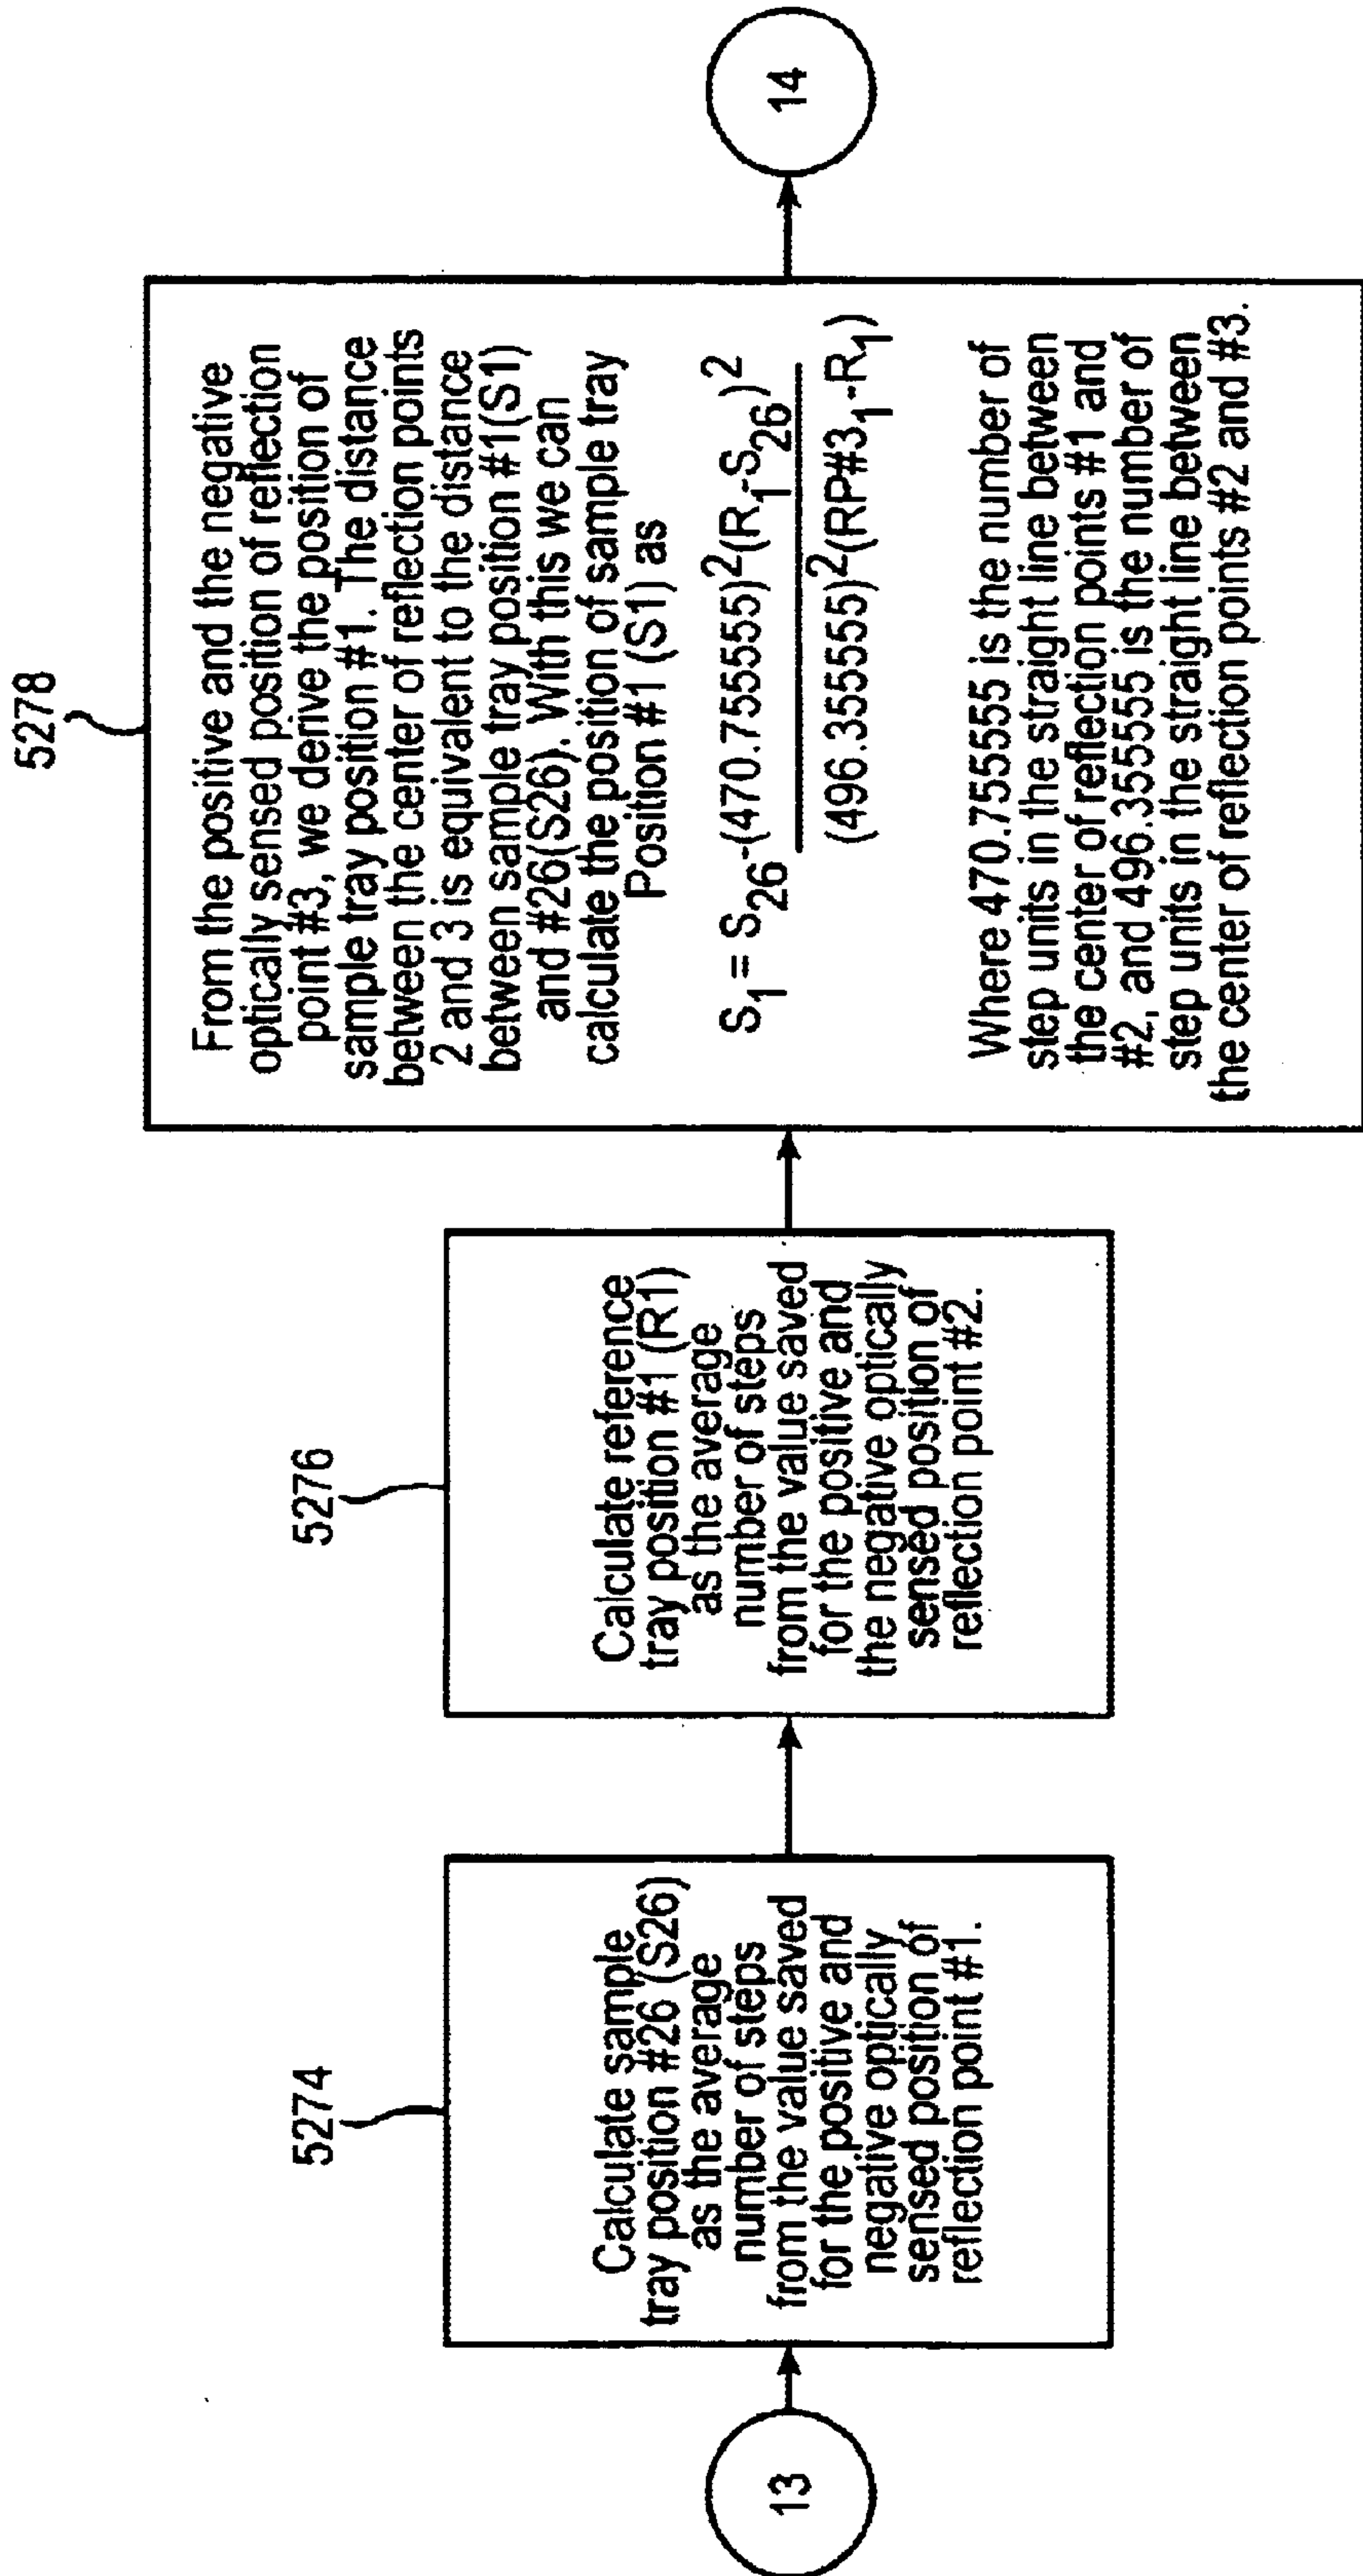 13
5274
Calculate sample
tray position #26 (S26)
as the average
number of steps
from the value saved
for the positive and
negative optically
sensed position of
reflection point #1.
5276
Calculate reference
tray position #1 (R1)
as the average
number of steps
from the value saved
for the positive and
the negative optically
sensed position of
reflection point #2.
5278
From the positive and the negative
optically sensed position of reflection
point #3, we derive the position of
sample tray position #1. The distance
between the center of reflection points
2 and 3 is equivalent to the distance
between sample tray position #1(S1)
and #26(S26). With this we can
calculate the position of sample tray
Position #1 (S1) as
S₁ = S₂₆-(470.755555)²(R₁-S₂₆)²
(496.355555)²(RP#3₁-R₁)
Where 470.755555 is the number of
step units in the straight line between
the center of reflection points #1 and
#2, and 496.355555 is the number of
step units in the straight line between
the center of reflection points #2 and #3.
14